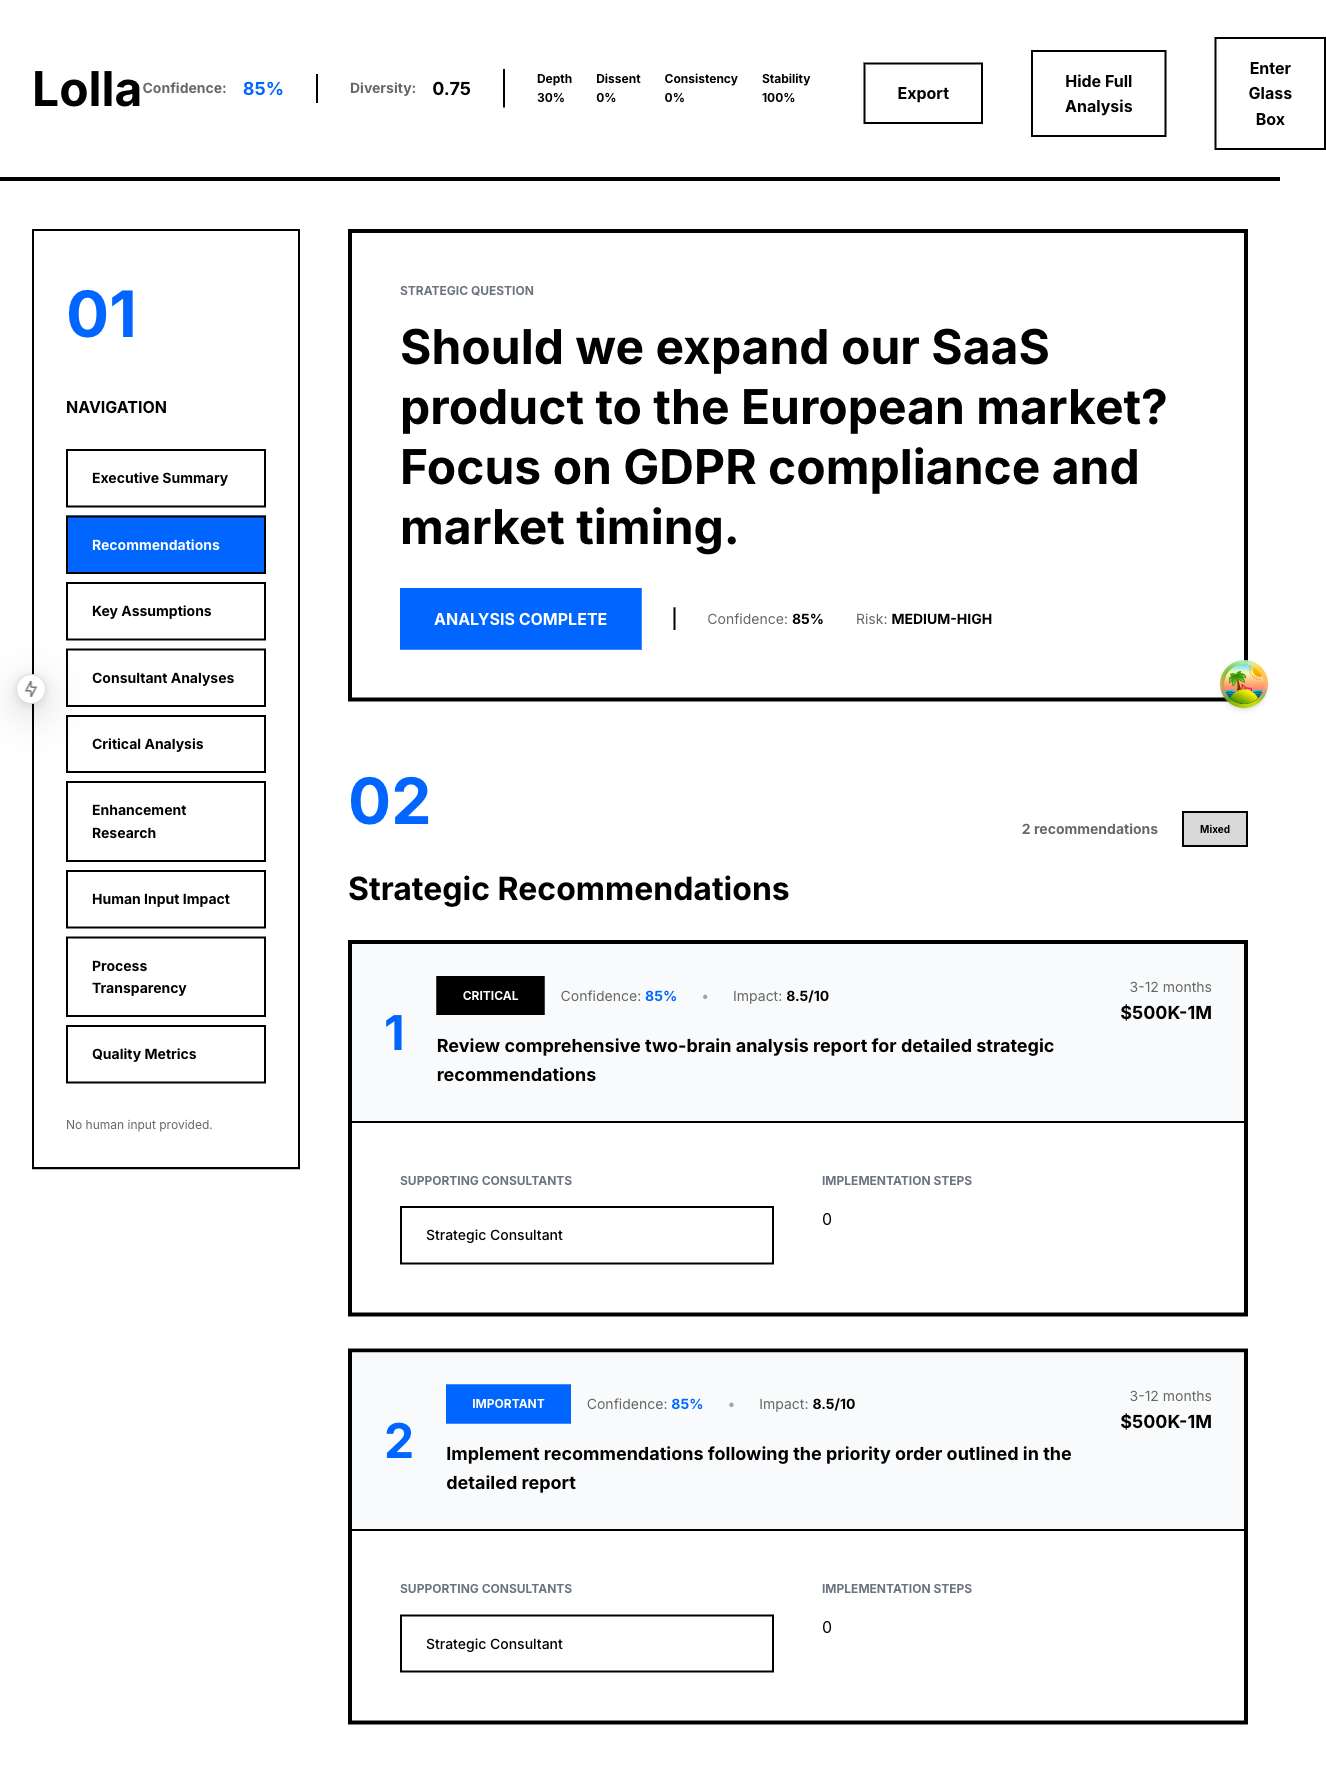 Lolla
Confidence: 85%
Diversity: 0.75
Depth
30%
Dissent
0%
Consistency
0%
Stability
100%
Export
Hide Full
Analysis
Enter
Glass
Box
01
NAVIGATION
Executive Summary
Recommendations
Key Assumptions
Consultant Analyses
Critical Analysis
Enhancement
Research
Human Input Impact
Process
Transparency
Quality Metrics
No human input provided.
STRATEGIC QUESTION
Should we expand our SaaS
product to the European market?
Focus on GDPR compliance and
market timing.
ANALYSIS COMPLETE
Confidence: 85%
Risk: MEDIUM-HIGH
02
2 recommendations
Mixed
Strategic Recommendations
1
CRITICAL
Confidence: 85% • Impact: 8.5/10
3-12 months
$500K-1M
Review comprehensive two-brain analysis report for detailed strategic
recommendations
SUPPORTING CONSULTANTS
Strategic Consultant
IMPLEMENTATION STEPS
0
2
IMPORTANT
Confidence: 85% • Impact: 8.5/10
3-12 months
$500K-1M
Implement recommendations following the priority order outlined in the
detailed report
SUPPORTING CONSULTANTS
Strategic Consultant
IMPLEMENTATION STEPS
0